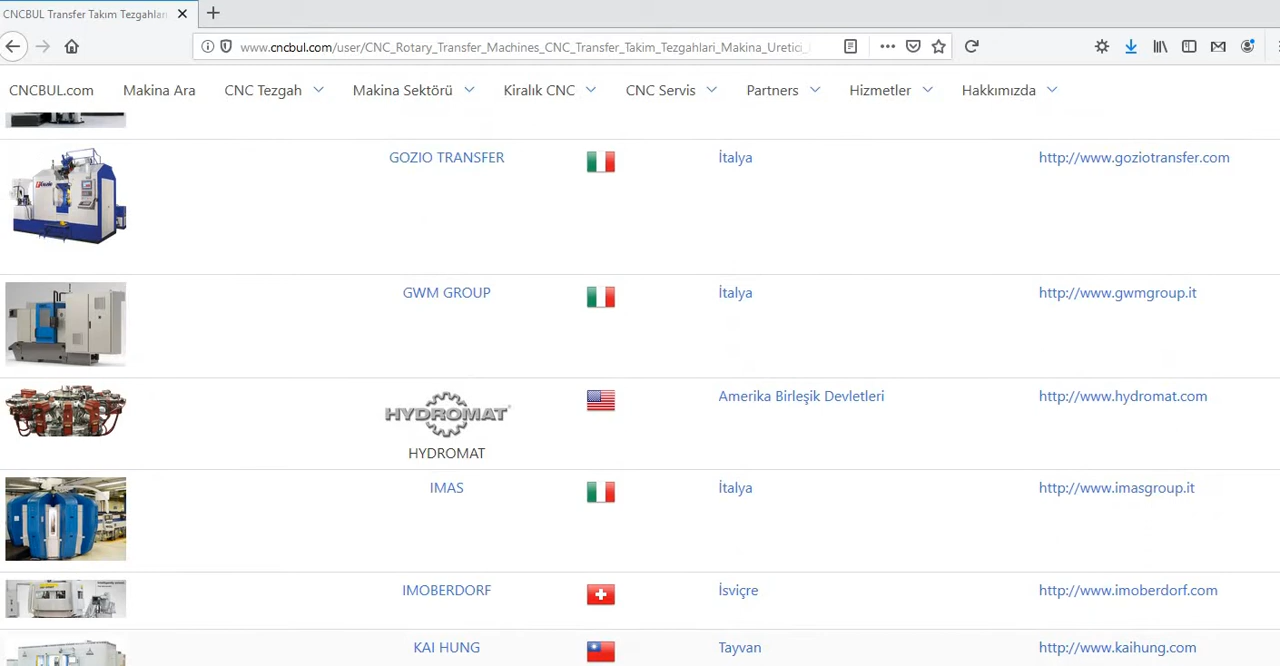 CNCBUL Transfer Takım Tezgahları
www.cncbul.com/user/CNC_Rotary_Transfer_Machines_CNC_Transfer_Takim_Tezgahlari_Makina_Uretici_
CNCBUL.com Makina Ara CNC Tezgah Makina Sektörü Kiralık CNC CNC Servis Partners Hizmetler Hakkımızda
GOZIO TRANSFER İtalya http://www.goziotransfer.com
GWM GROUP İtalya http://www.gwmgroup.it
HYDROMAT Amerika Birleşik Devletleri http://www.hydromat.com
HYDROMAT
IMAS İtalya http://www.imasgroup.it
IMOBERDORF İsviçre http://www.imoberdorf.com
KAI HUNG Tayvan http://www.kaihung.com